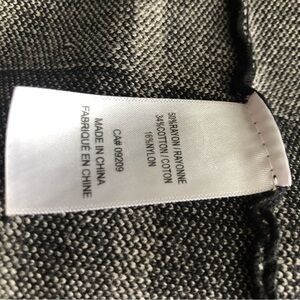 50%RAYON / RAYONNE
34%COTTON / COTON
16%NYLON
CA# 09209
MADE IN CHINA
FABRIQUÉ EN CHINE